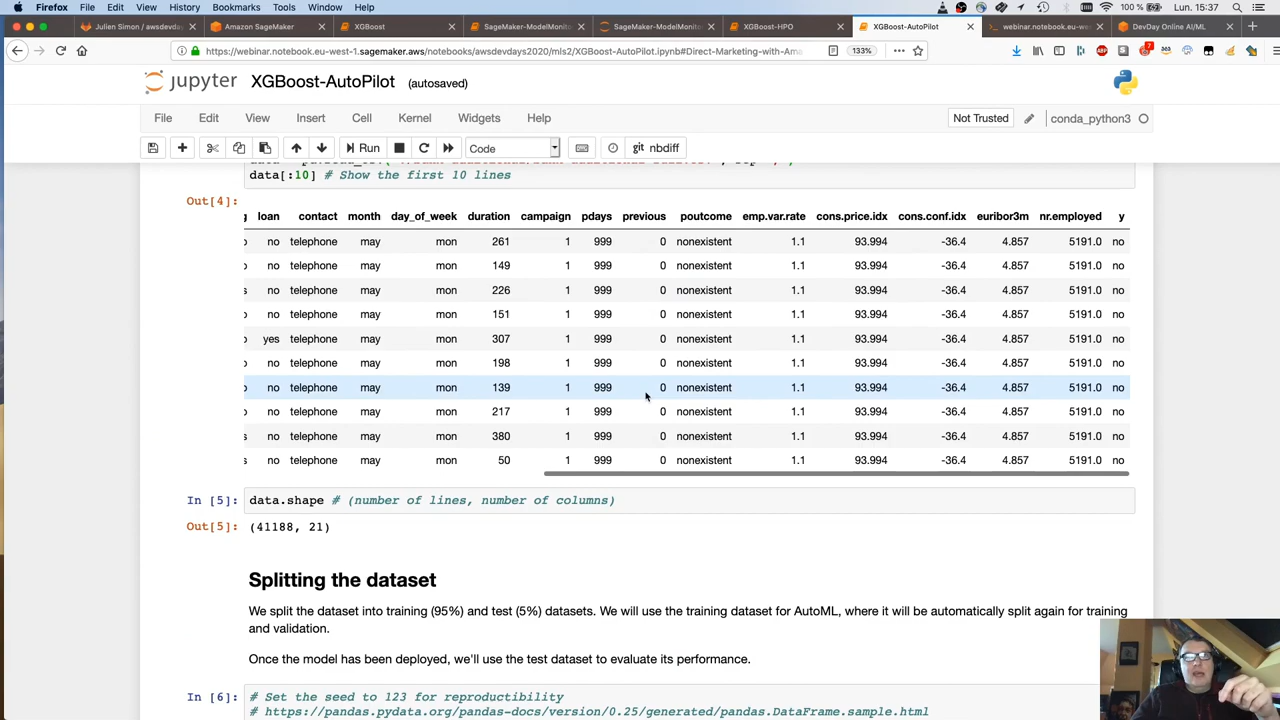 Firefox File Edit View History Bookmarks Tools Window Help 100 % Lun. 15:37
Julien Simon / awsdevday Amazon SageMaker XGBoost SageMaker-ModelMonito SageMaker-ModelMonito XGBoost-HPO XGBoost-AutoPilot webinar.notebook.eu-west DevDay Online AI/ML
https://webinar.notebook.eu-west-1.sagemaker.aws/notebooks/awsdevdays2020/mls2/XGBoost-AutoPilot.ipynb#Direct-Marketing-with-Ama 133%
jupyter XGBoost-AutoPilot (autosaved)
File Edit View Insert Cell Kernel Widgets Help Not Trusted conda_python3
Run Code git nbdiff
data[:10] # Show the first 10 lines
Out[4]:
g loan contact month day_of_week duration campaign pdays previous poutcome emp.var.rate cons.price.idx cons.conf.idx euribor3m nr.employed y
o no telephone may mon 261 1 999 0 nonexistent 1.1 93.994 -36.4 4.857 5191.0 no
o no telephone may mon 149 1 999 0 nonexistent 1.1 93.994 -36.4 4.857 5191.0 no
s no telephone may mon 226 1 999 0 nonexistent 1.1 93.994 -36.4 4.857 5191.0 no
o no telephone may mon 151 1 999 0 nonexistent 1.1 93.994 -36.4 4.857 5191.0 no
o yes telephone may mon 307 1 999 0 nonexistent 1.1 93.994 -36.4 4.857 5191.0 no
o no telephone may mon 198 1 999 0 nonexistent 1.1 93.994 -36.4 4.857 5191.0 no
o no telephone may mon 139 1 999 0 nonexistent 1.1 93.994 -36.4 4.857 5191.0 no
o no telephone may mon 217 1 999 0 nonexistent 1.1 93.994 -36.4 4.857 5191.0 no
s no telephone may mon 380 1 999 0 nonexistent 1.1 93.994 -36.4 4.857 5191.0 no
s no telephone may mon 50 1 999 0 nonexistent 1.1 93.994 -36.4 4.857 5191.0 no
In [5]: data.shape # (number of lines, number of columns)
Out[5]: (41188, 21)
Splitting the dataset
We split the dataset into training (95%) and test (5%) datasets. We will use the training dataset for AutoML, where it will be automatically split again for training
and validation.
Once the model has been deployed, we'll use the test dataset to evaluate its performance.
In [6]: # Set the seed to 123 for reproductibility
# https://pandas.pydata.org/pandas-docs/version/0.25/generated/pandas.DataFrame.sample.html